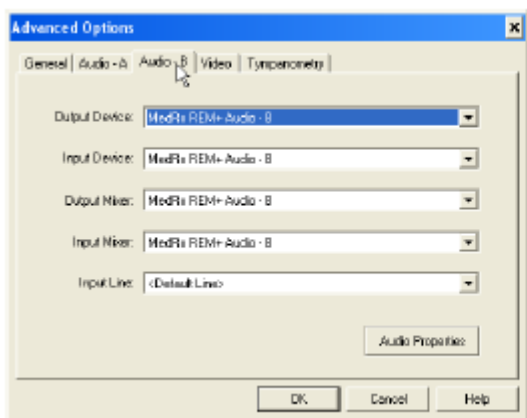 Advanced Options
General Audio - A Audio - B Video Tympanometry
Output Device: MedRx REM+ Audio - B
Input Device: MedRx REM+ Audio - B
Output Mixer: MedRx REM+ Audio - B
Input Mixer: MedRx REM+ Audio - B
Input Line: <Default Line>
Audio Properties
OK Cancel Help